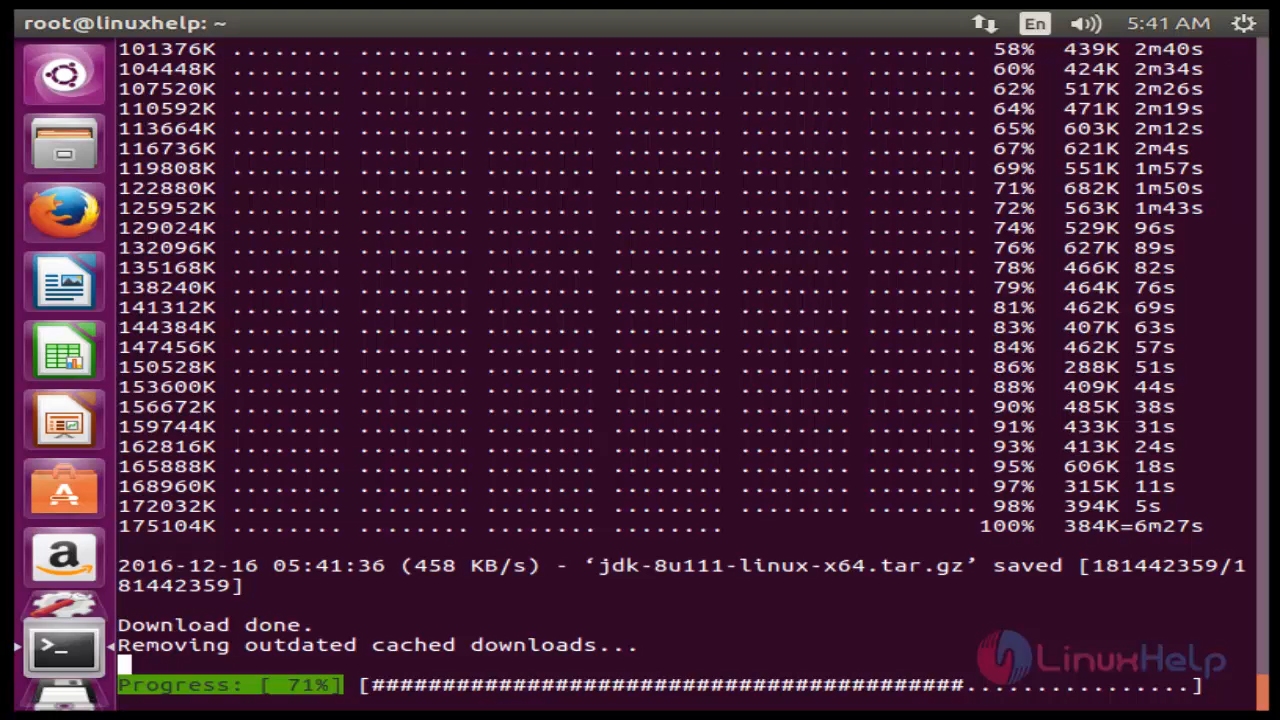 root@linuxhelp: ~ En 5:41 AM
101376K ........ ........ ........ ........ ........ ........ 58% 439K 2m40s
104448K ........ ........ ........ ........ ........ ........ 60% 424K 2m34s
107520K ........ ........ ........ ........ ........ ........ 62% 517K 2m26s
110592K ........ ........ ........ ........ ........ ........ 64% 471K 2m19s
113664K ........ ........ ........ ........ ........ ........ 65% 603K 2m12s
116736K ........ ........ ........ ........ ........ ........ 67% 621K 2m4s
119808K ........ ........ ........ ........ ........ ........ 69% 551K 1m57s
122880K ........ ........ ........ ........ ........ ........ 71% 682K 1m50s
125952K ........ ........ ........ ........ ........ ........ 72% 563K 1m43s
129024K ........ ........ ........ ........ ........ ........ 74% 529K 96s
132096K ........ ........ ........ ........ ........ ........ 76% 627K 89s
135168K ........ ........ ........ ........ ........ ........ 78% 466K 82s
138240K ........ ........ ........ ........ ........ ........ 79% 464K 76s
141312K ........ ........ ........ ........ ........ ........ 81% 462K 69s
144384K ........ ........ ........ ........ ........ ........ 83% 407K 63s
147456K ........ ........ ........ ........ ........ ........ 84% 462K 57s
150528K ........ ........ ........ ........ ........ ........ 86% 288K 51s
153600K ........ ........ ........ ........ ........ ........ 88% 409K 44s
156672K ........ ........ ........ ........ ........ ........ 90% 485K 38s
159744K ........ ........ ........ ........ ........ ........ 91% 433K 31s
162816K ........ ........ ........ ........ ........ ........ 93% 413K 24s
165888K ........ ........ ........ ........ ........ ........ 95% 606K 18s
168960K ........ ........ ........ ........ ........ ........ 97% 315K 11s
172032K ........ ........ ........ ........ ........ ........ 98% 394K 5s
175104K ........ ........ ........ ........ 100% 384K=6m27s
2016-12-16 05:41:36 (458 KB/s) - ‘jdk-8u111-linux-x64.tar.gz’ saved [181442359/1
81442359]
Download done.
Removing outdated cached downloads...
LinuxHelp
Progress: [ 71%] [##########################################................]